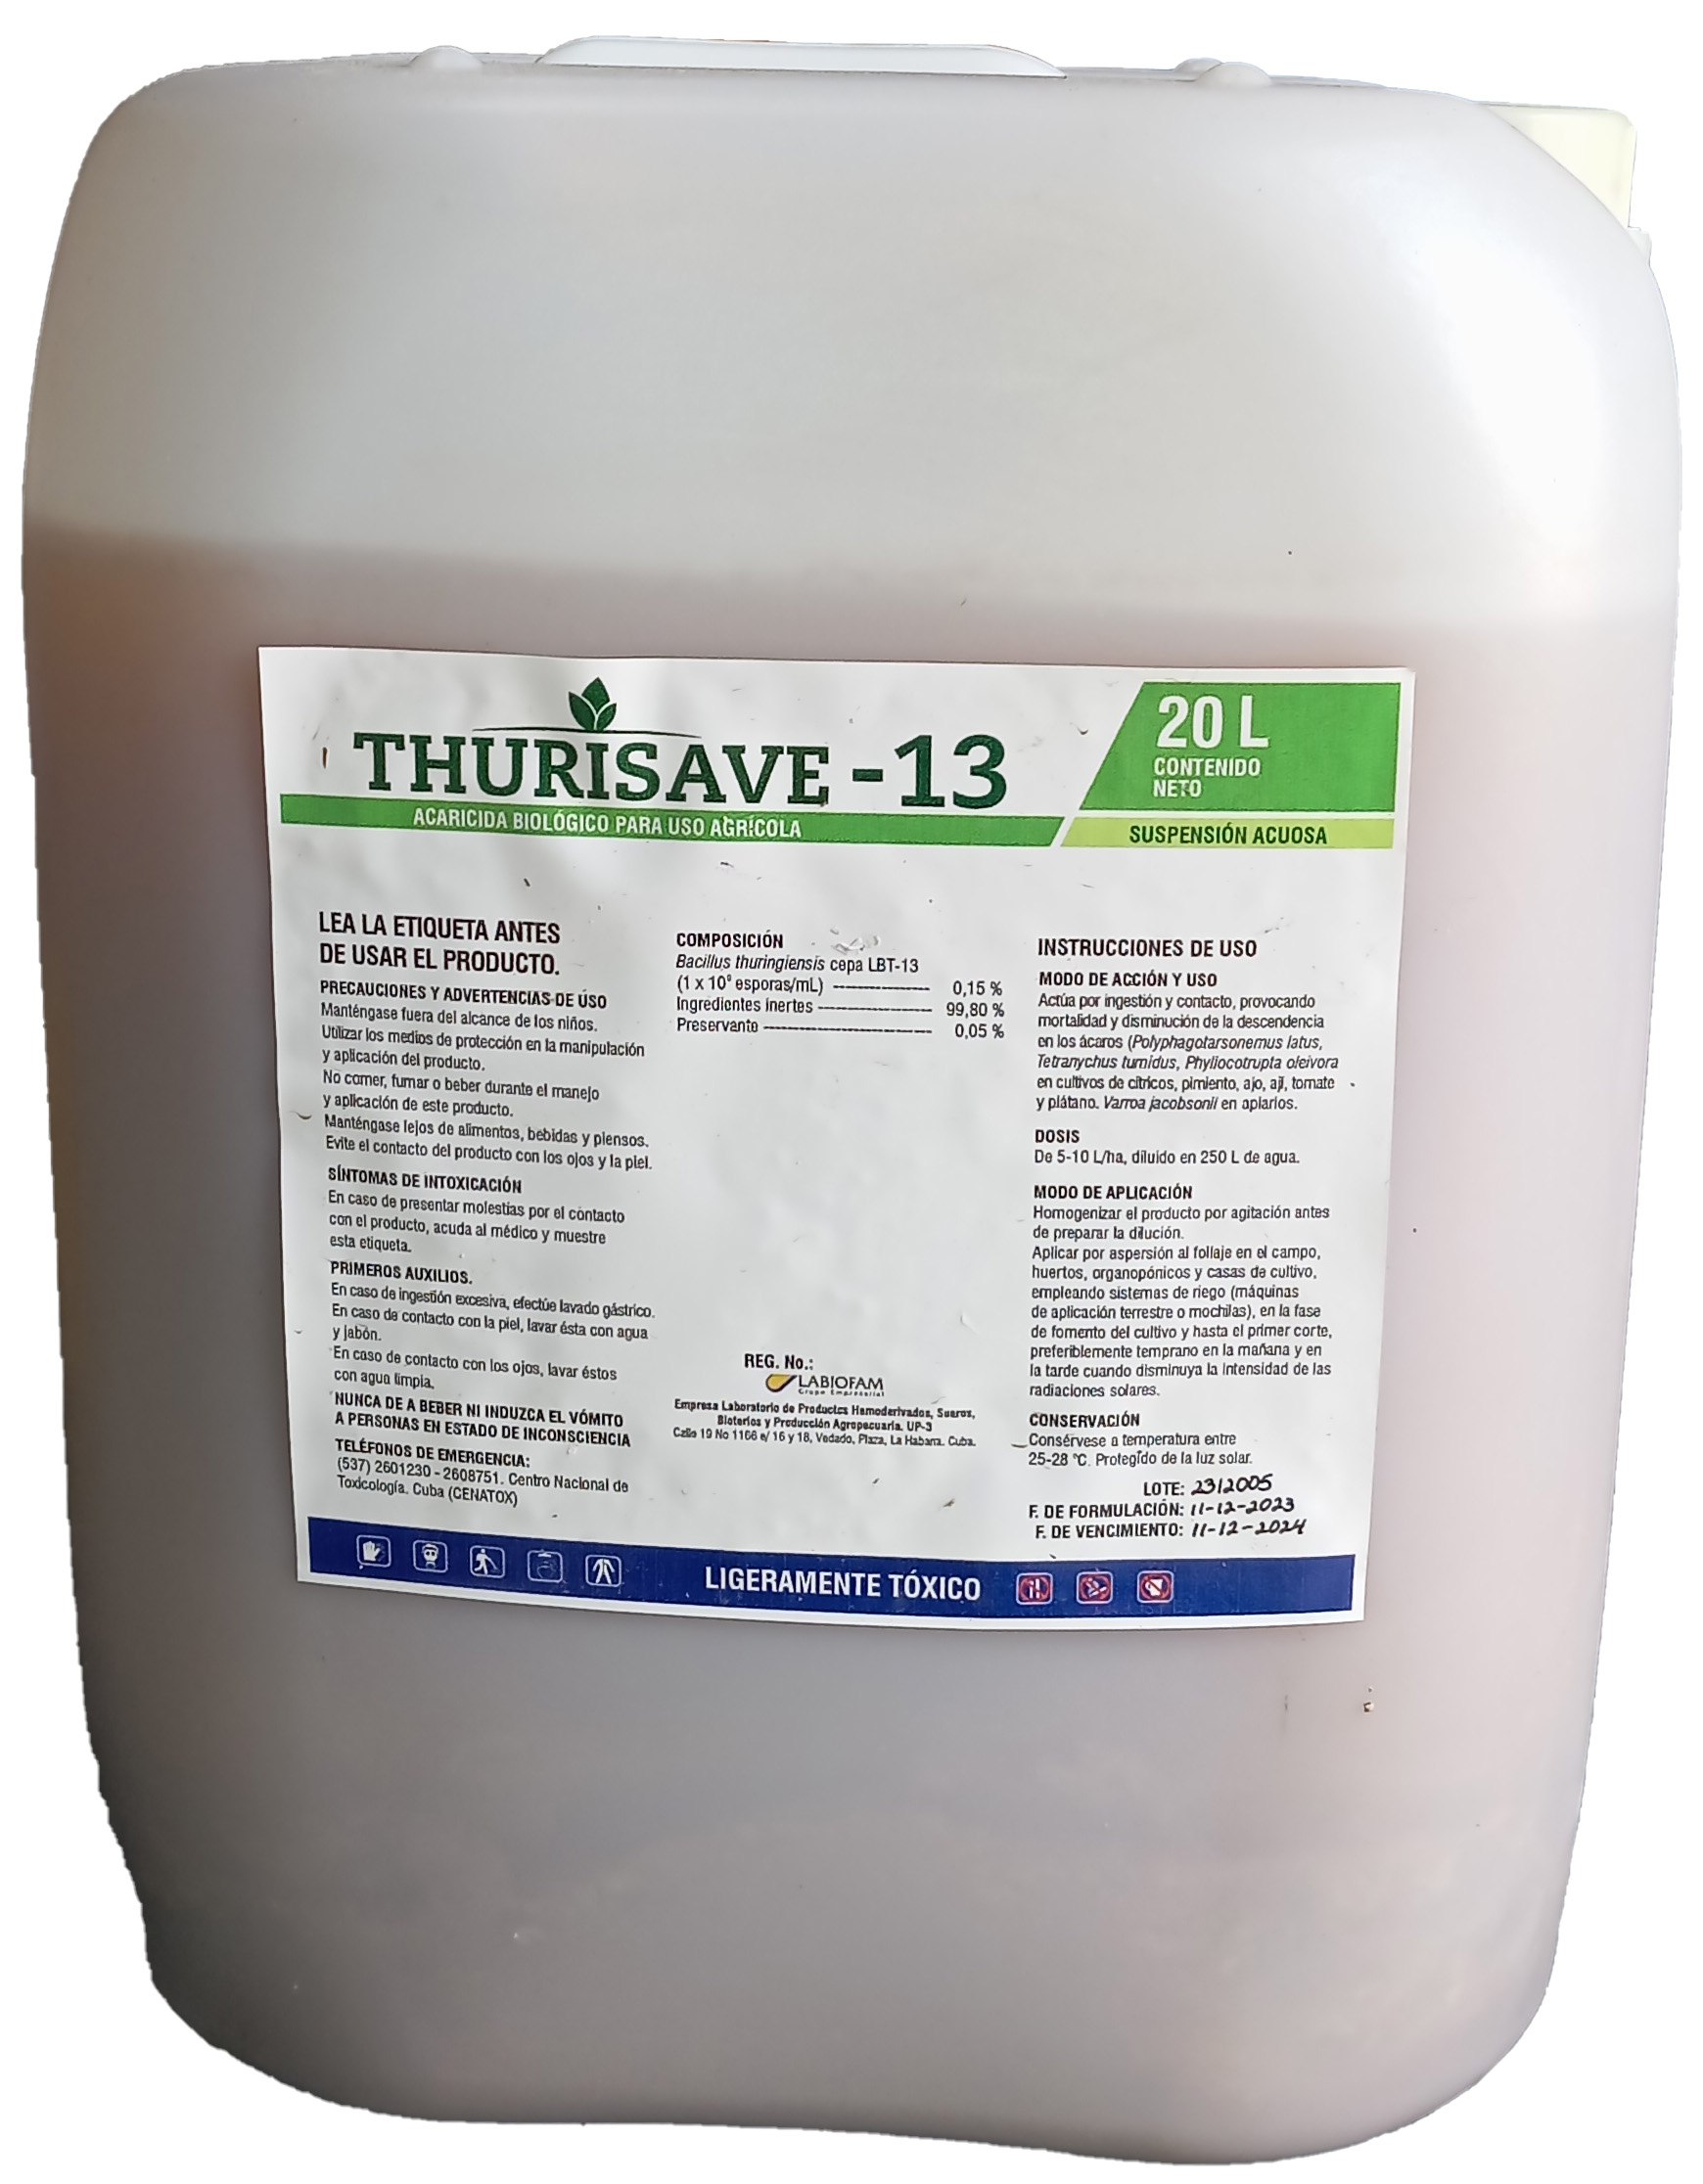 THURISAVE -13
ACARICIDA BIOLÓGICO PARA USO AGRÍCOLA
20 L
CONTENIDO
NETO
SUSPENSIÓN ACUOSA
LEA LA ETIQUETA ANTES
DE USAR EL PRODUCTO.
PRECAUCIONES Y ADVERTENCIAS DE USO
Manténgase fuera del alcance de los niños.
Utilizar los medios de protección en la manipulación
y aplicación del producto.
No comer, fumar o beber durante el manejo
y aplicación de este producto.
Manténgase lejos de alimentos, bebidas y piensos.
Evite el contacto del producto con los ojos y la piel.
SÍNTOMAS DE INTOXICACIÓN
En caso de presentar molestias por el contacto
con el producto, acuda al médico y muestre
esta etiqueta.
PRIMEROS AUXILIOS.
En caso de ingestión excesiva, efectúe lavado gástrico.
En caso de contacto con la piel, lavar ésta con agua
y jabón.
En caso de contacto con los ojos, lavar éstos
con agua limpia.
NUNCA DE A BEBER NI INDUZCA EL VÓMITO
A PERSONAS EN ESTADO DE INCONSCIENCIA
TELÉFONOS DE EMERGENCIA:
(537) 2601230 - 2608751. Centro Nacional de
Toxicología. Cuba (CENATOX)
COMPOSICIÓN
Bacillus thuringiensis cepa LBT-13
(1 x 10⁹ esporas/mL) 0,15 %
Ingredientes inertes 99,80 %
Preservante 0,05 %
REG. No.:
LABIOFAM
Grupo Empresarial
Empresa Laboratorio de Productos Hemoderivados, Sueros,
Bioterios y Producción Agropecuaria. UP-3
Calle 19 No 1166 e/ 16 y 18, Vedado, Plaza, La Habana. Cuba.
INSTRUCCIONES DE USO
MODO DE ACCIÓN Y USO
Actúa por ingestión y contacto, provocando
mortalidad y disminución de la descendencia
en los ácaros (Polyphagotarsonemus latus,
Tetranychus tumidus, Phyllocotrupta oleivora
en cultivos de cítricos, pimiento, ajo, ají, tomate
y plátano. Varroa jacobsonii en apiarios.
DOSIS
De 5-10 L/ha, diluido en 250 L de agua.
MODO DE APLICACIÓN
Homogenizar el producto por agitación antes
de preparar la dilución.
Aplicar por aspersión al follaje en el campo,
huertos, organopónicos y casas de cultivo,
empleando sistemas de riego (máquinas
de aplicación terrestre o mochilas), en la fase
de fomento del cultivo y hasta el primer corte,
preferiblemente temprano en la mañana y en
la tarde cuando disminuya la intensidad de las
radiaciones solares.
CONSERVACIÓN
Consérvese a temperatura entre
25-28 °C. Protegido de la luz solar.
LOTE: 2312005
F. DE FORMULACIÓN: 11-12-2023
F. DE VENCIMIENTO: 11-12-2024
LIGERAMENTE TÓXICO